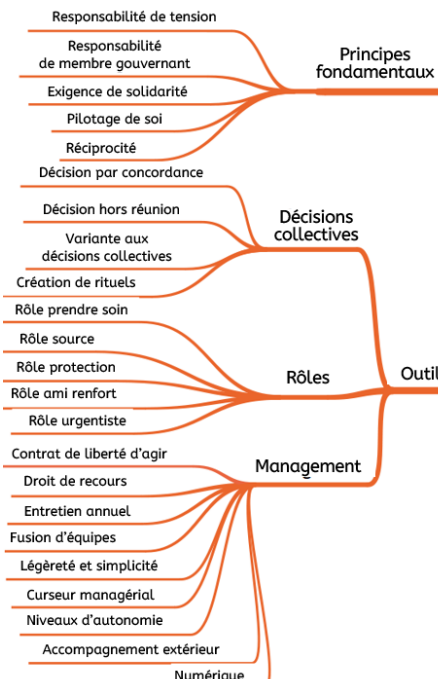 Responsabilité de tension
Responsabilité
de membre gouvernant
Exigence de solidarité
Pilotage de soi
Réciprocité
Principes
fondamentaux
Décision par concordance
Décision hors réunion
Variante aux
décisions collectives
Création de rituels
Décisions
collectives
Rôle prendre soin
Rôle source
Rôle protection
Rôle ami renfort
Rôle urgentiste
Rôles
Outil
Contrat de liberté d'agir
Droit de recours
Entretien annuel
Fusion d'équipes
Légèreté et simplicité
Curseur managérial
Niveaux d'autonomie
Accompagnement extérieur
Numérique
Management